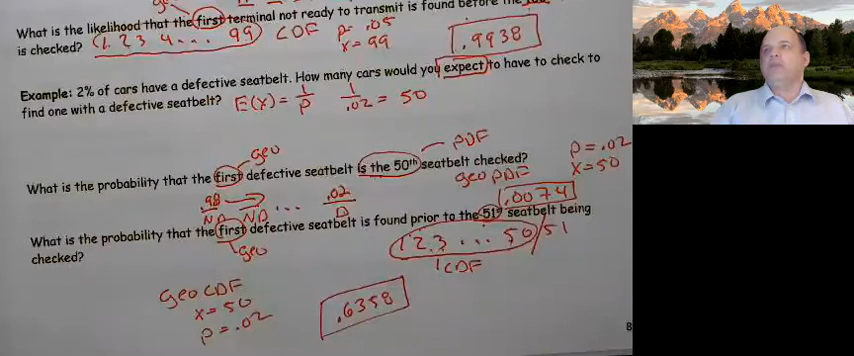 geo
What is the likelihood that the first terminal not ready to transmit is found before the
is checked? (1, 2 3 4 ... 99) CDF p = .05
x = 99
.9938
Example: 2% of cars have a defective seatbelt. How many cars would you expect to have to check to
find one with a defective seatbelt? E(x) = 1/p 1/.02 = 50
geo PDF
What is the probability that the first defective seatbelt is the 50th seatbelt checked?
geo PDF p = .02
x = 50
.98 ... .02 .0074
ND ND D
What is the probability that the first defective seatbelt is found prior to the 51st seatbelt being
checked? geo 1 2 3 ... 50 / 51
CDF
geo CDF
x = 50
p = .02
.6358
8